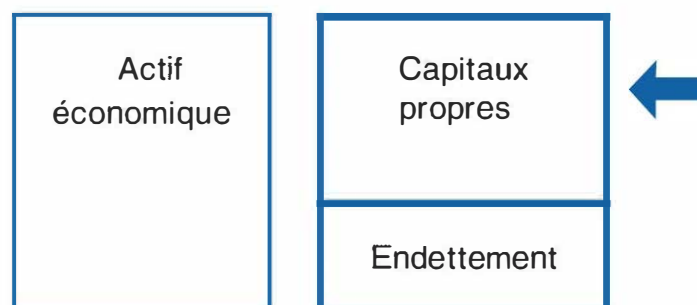 Actif
économique
Capitaux
propres
Endettement